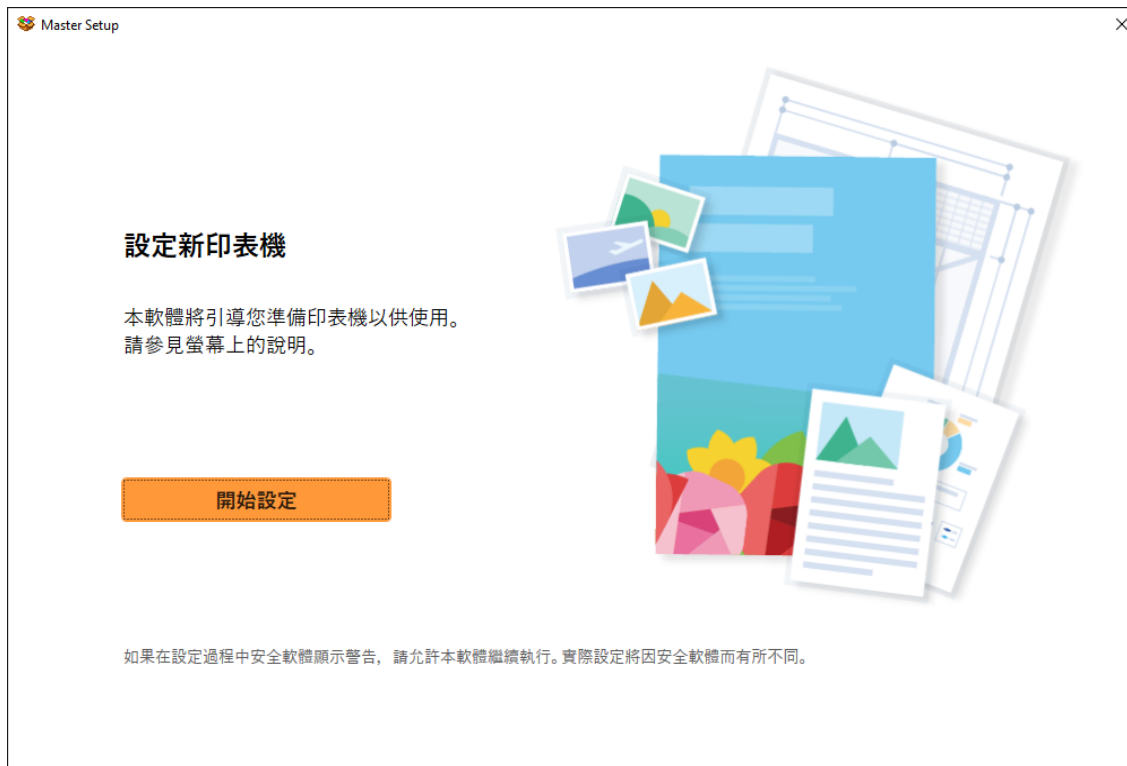 Master Setup
設定新印表機
本軟體將引導您準備印表機以供使用。
請參見螢幕上的說明。
開始設定
如果在設定過程中安全軟體顯示警告，請允許本軟體繼續執行。實際設定將因安全軟體而有所不同。